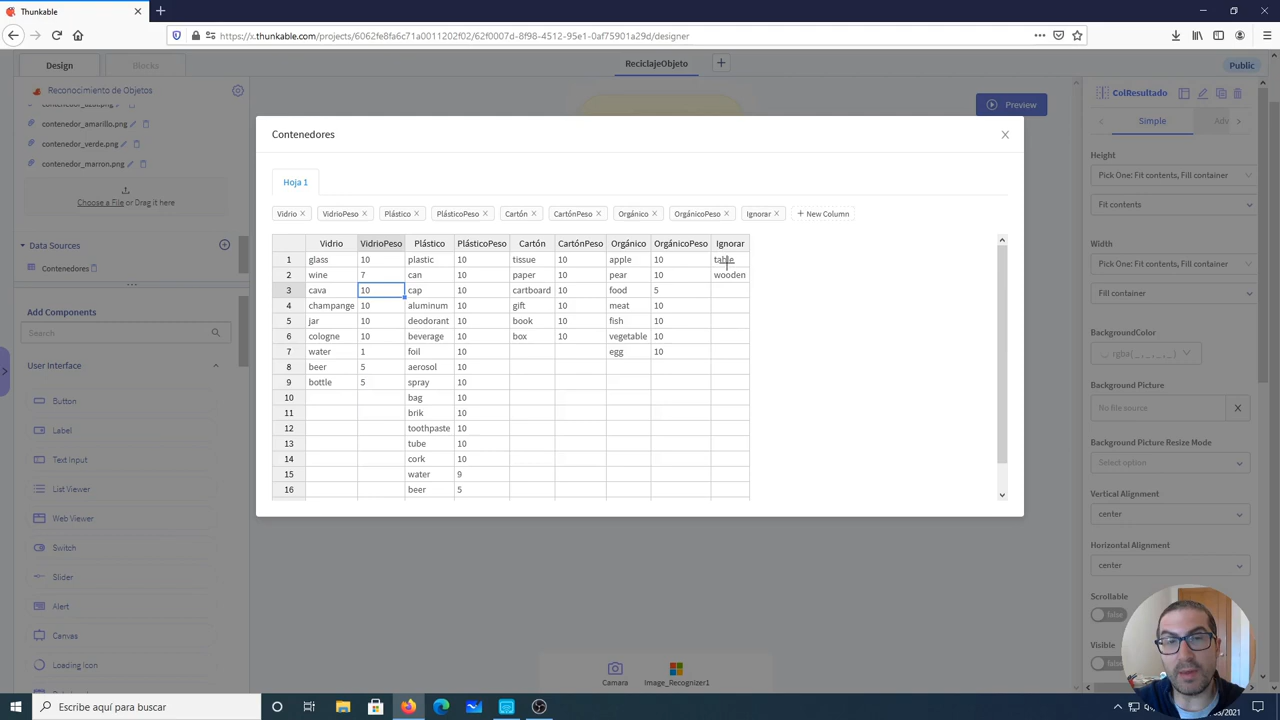 Thunkable
https://x.thunkable.com/projects/6062fe8fa6c71a0011202f02/62f0007d-8f98-4512-95e1-0af75901a29d/designer
Design
Blocks
ReciclajeObjeto
Public
Reconocimiento de Objetos
contenedor_amarillo.png
contenedor_verde.png
contenedor_marron.png
Choose a File or Drag it here
Data Sources
Contenedores
Add Components
Search
User Interface
Button
Label
Text Input
List Viewer
Web Viewer
Switch
Slider
Alert
Canvas
Loading Icon
Preview
Contenedores
Hoja 1
Vidrio VidrioPeso Plástico PlásticoPeso Cartón CartónPeso Orgánico OrgánicoPeso Ignorar + New Column
Vidrio VidrioPeso Plástico PlásticoPeso Cartón CartónPeso Orgánico OrgánicoPeso Ignorar
1 glass 10 plastic 10 tissue 10 apple 10 table
2 wine 7 can 10 paper 10 pear 10 wooden
3 cava 10 cap 10 cartboard 10 food 5
4 champange 10 aluminum 10 gift 10 meat 10
5 jar 10 deodorant 10 book 10 fish 10
6 cologne 10 beverage 10 box 10 vegetable 10
7 water 1 foil 10 egg 10
8 beer 5 aerosol 10
9 bottle 5 spray 10
10 bag 10
11 brik 10
12 toothpaste 10
13 tube 10
14 cork 10
15 water 9
16 beer 5
Camara
Image_Recognizer1
ColResultado
Simple
Adv
Height
Pick One: Fit contents, Fill container
Fit contents
Width
Pick One: Fit contents, Fill container
Fill container
BackgroundColor
rgba(_,_,_,_)
Background Picture
No file source
Background Picture Resize Mode
Select option
Vertical Alignment
center
Horizontal Alignment
center
Scrollable
false
Visible
false
Escribe aquí para buscar